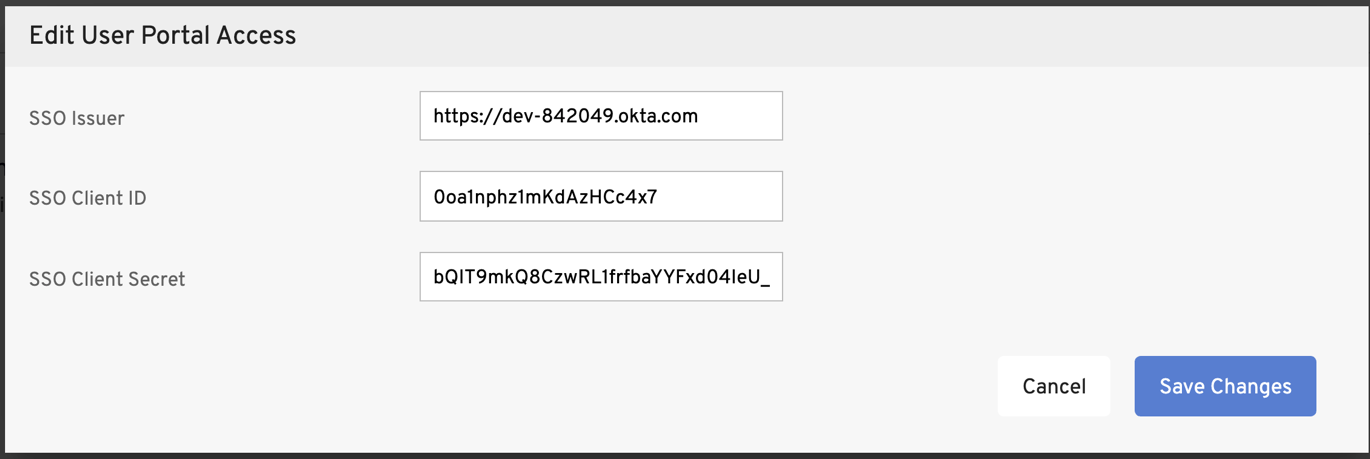 Edit User Portal Access
SSO Issuer
https://dev-842049.okta.com
SSO Client ID
0oa1nphz1mKdAzHCc4x7
SSO Client Secret
bQIT9mkQ8CzwRL1frfbaYYFxd04IeU_
Cancel
Save Changes